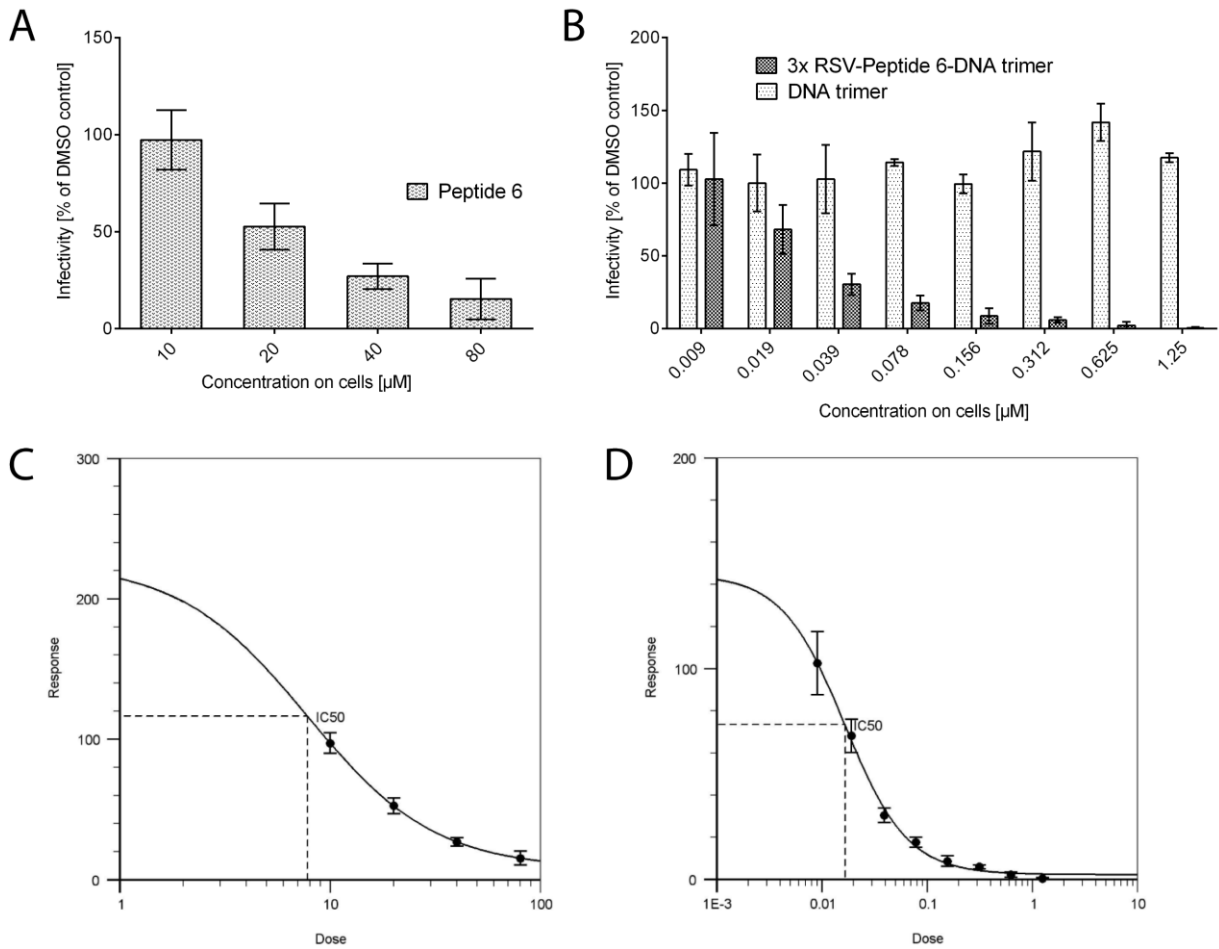 A
Infectivity [% of DMSO control]
150
100
50
0
Peptide 6
10
20
40
80
Concentration on cells [µM]
B
Infectivity [% of DMSO control]
200
150
100
50
0
3x RSV-Peptide 6-DNA trimer
DNA trimer
0.009
0.019
0.039
0.078
0.156
0.312
0.625
1.25
Concentration on cells [µM]
C
Response
300
200
100
0
IC50
1
10
100
Dose
D
Response
200
100
0
IC50
1E-3
0.01
0.1
1
10
Dose